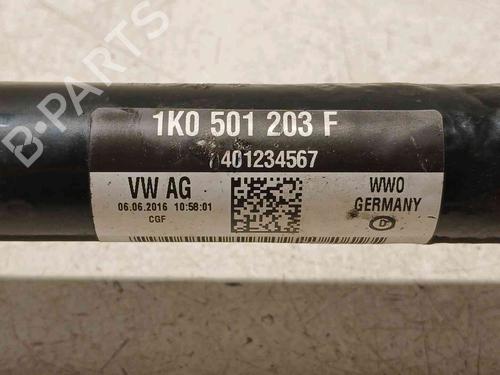 B-PARTS
1K0 501 203 F
401234567
VW AG
06.06.2016 10:58:01
CGF
WWO
GERMANY
D